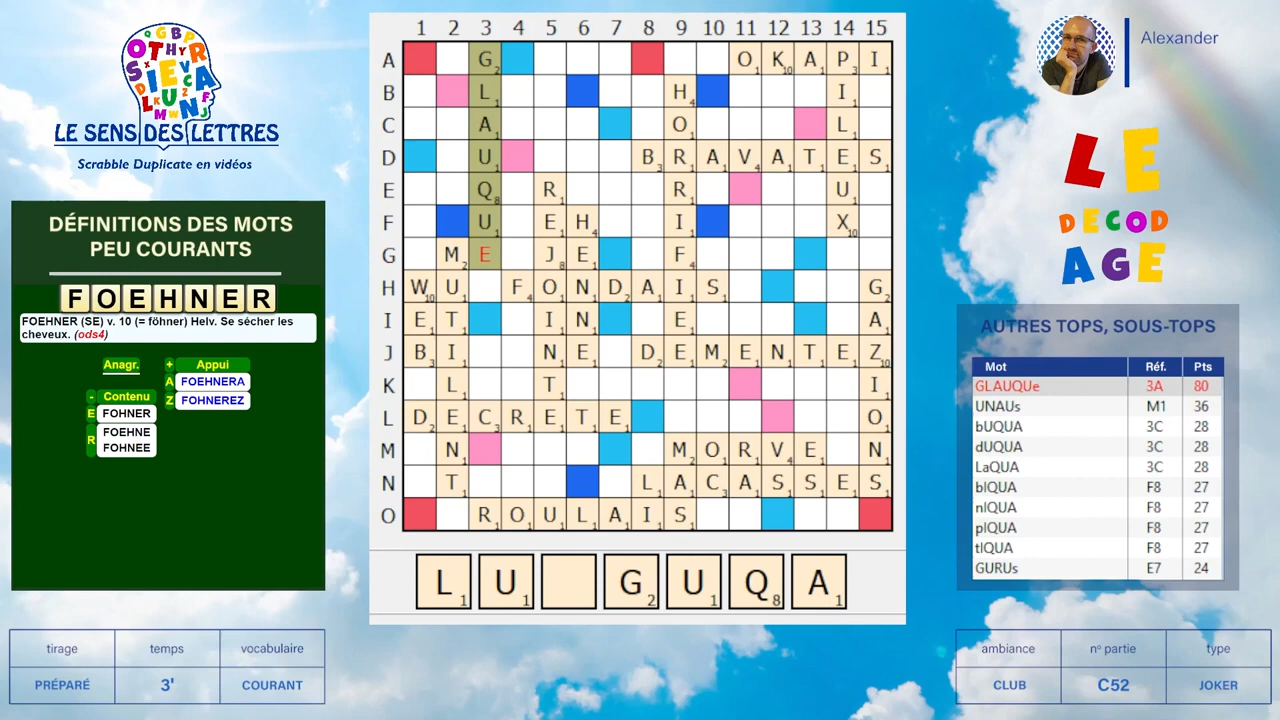 LE SENS DES LETTRES
Scrabble Duplicate en vidéos
DÉFINITIONS DES MOTS
PEU COURANTS
FOEHNER
FOEHNER (SE) v. 10 (= föhner) Helv. Se sécher les
cheveux. (ods4)
Anagr.
+ Appui
A FOEHNERA
Z FOHNEREZ
- Contenu
E FOHNER
R FOEHNE
FOHNEE
tirage temps vocabulaire
PRÉPARÉ 3' COURANT
1 2 3 4 5 6 7 8 9 10 11 12 13 14 15
A G O K A P I
B L H I
C A O L
D U B R A V A T E S
E Q R R U
F U E H I X
G M E J E F
H W U F O N D A I S G
I E T I N E A
J B I N E D E M E N T E Z
K L T I
L D E C R E T E O
M N M O R V E N
N T L A C A S S E S
O R O U L A I S
L U G U Q A
Alexander
LE
DECOD
AGE
AUTRES TOPS, SOUS-TOPS
Mot Réf. Pts
GLAUQUe 3A 80
UNAUs M1 36
bUQUA 3C 28
dUQUA 3C 28
LaQUA 3C 28
bIQUA F8 27
nIQUA F8 27
pIQUA F8 27
tIQUA F8 27
GURUs E7 24
ambiance nº partie type
CLUB C52 JOKER